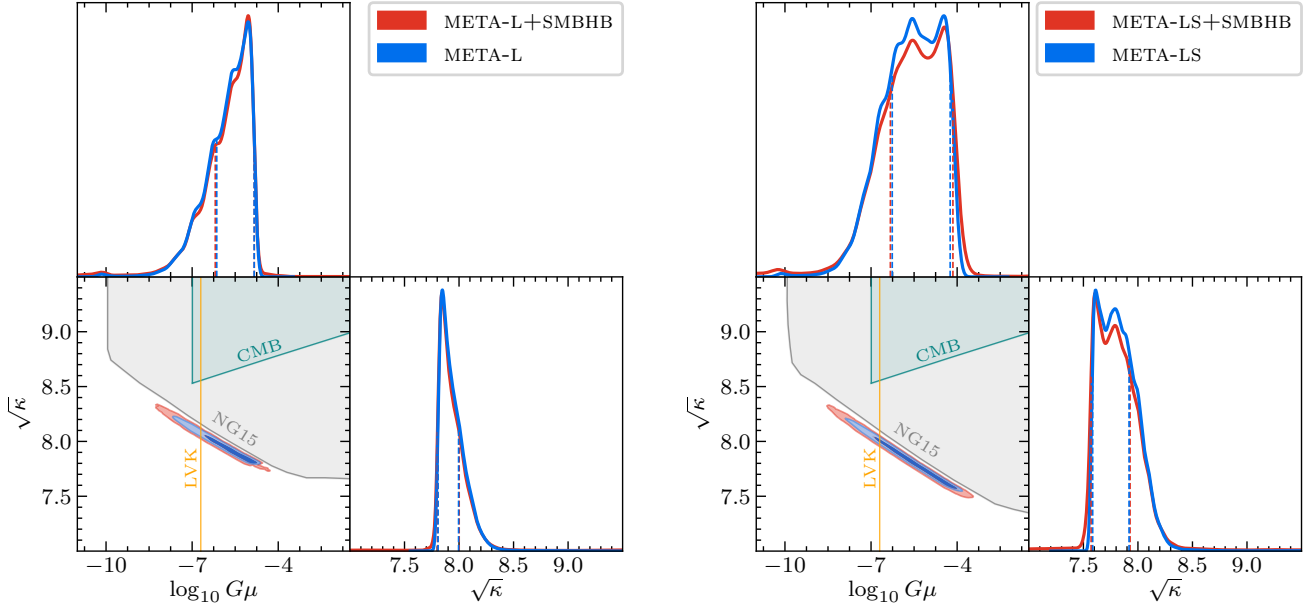 META-L+SMBHB
META-L
9.0
8.5
8.0
7.5
√κ
CMB
NG15
LVK
−10
−7
−4
log₁₀ Gμ
7.5
8.0
8.5
9.0
√κ
META-LS+SMBHB
META-LS
9.0
8.5
8.0
7.5
√κ
CMB
NG15
LVK
−10
−7
−4
log₁₀ Gμ
7.5
8.0
8.5
9.0
√κ